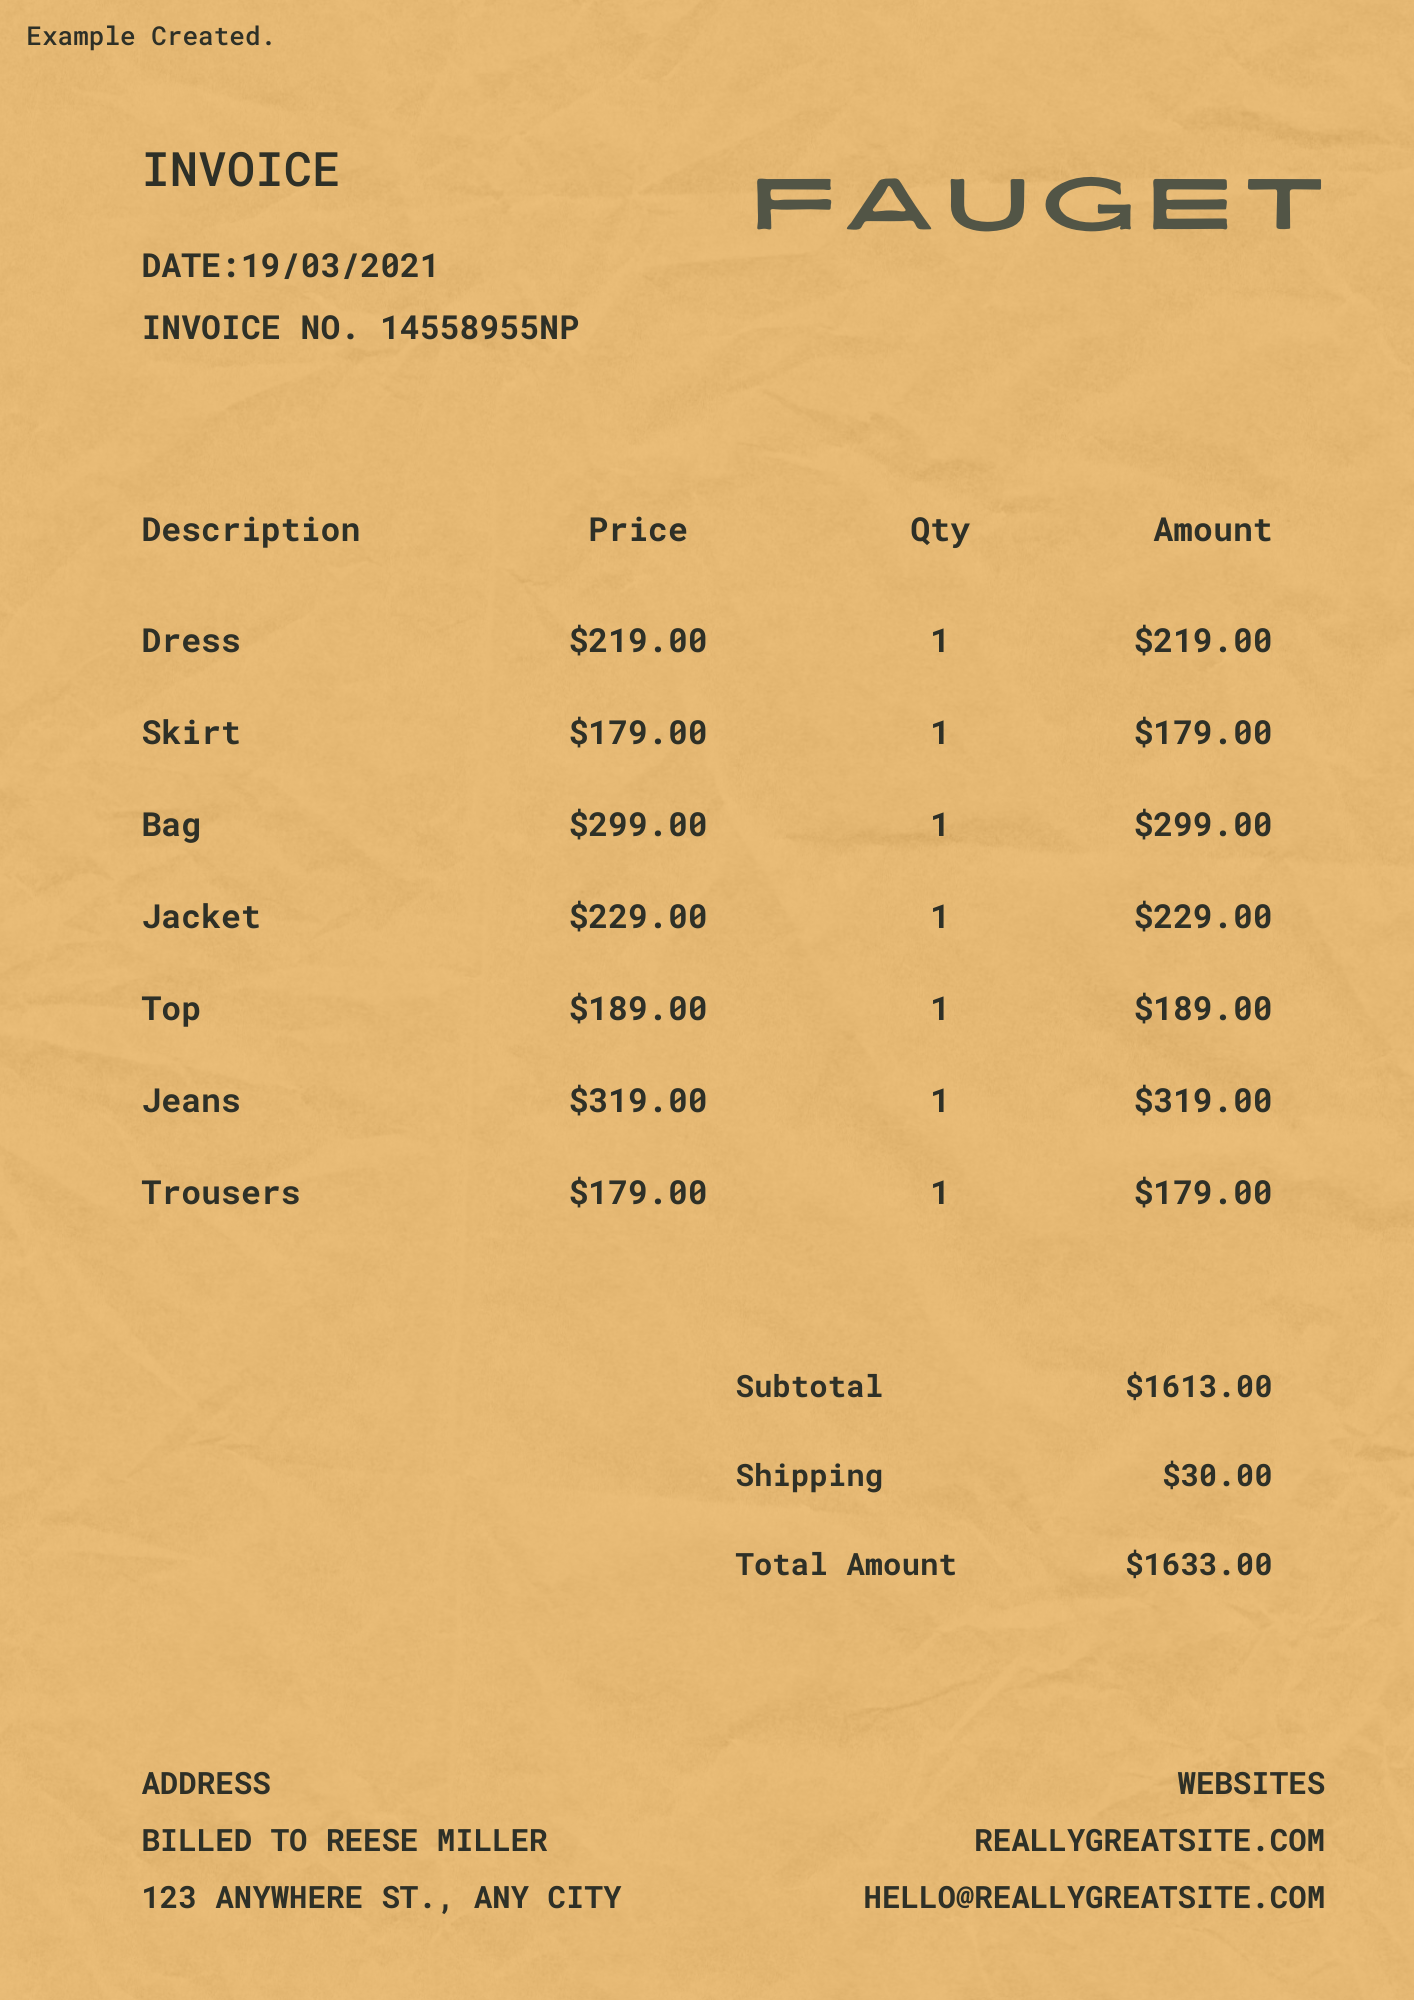 Example Created.
INVOICE
FAUGET
DATE:19/03/2021
INVOICE NO. 14558955NP
Description Price Qty Amount
Dress $219.00 1 $219.00
Skirt $179.00 1 $179.00
Bag $299.00 1 $299.00
Jacket $229.00 1 $229.00
Top $189.00 1 $189.00
Jeans $319.00 1 $319.00
Trousers $179.00 1 $179.00
Subtotal $1613.00
Shipping $30.00
Total Amount $1633.00
ADDRESS
BILLED TO REESE MILLER
123 ANYWHERE ST., ANY CITY
WEBSITES
REALLYGREATSITE.COM
HELLO@REALLYGREATSITE.COM